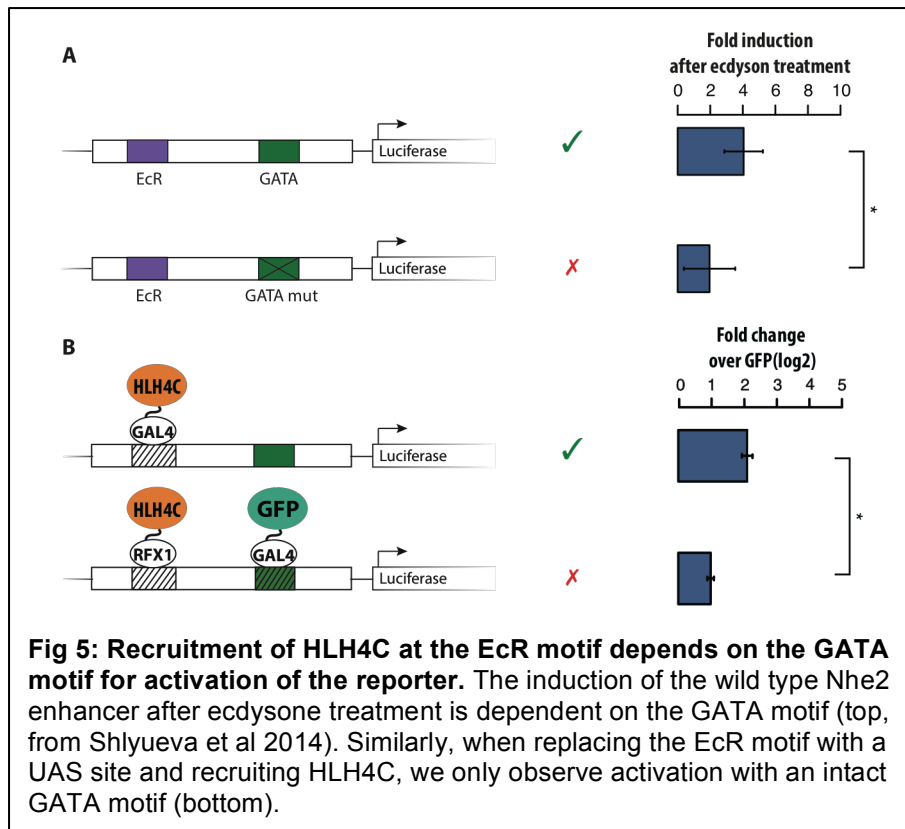 A
Fold induction
after ecdyson treatment
0 2 4 6 8 10
Luciferase
EcR GATA
*
Luciferase
EcR GATA mut
B
Fold change
over GFP(log2)
0 1 2 3 4 5
HLH4C
GAL4
Luciferase
HLH4C GFP
*
RFX1 GAL4
Luciferase
Fig 5: Recruitment of HLH4C at the EcR motif depends on the GATA
motif for activation of the reporter. The induction of the wild type Nhe2
enhancer after ecdysone treatment is dependent on the GATA motif (top,
from Shlyueva et al 2014). Similarly, when replacing the EcR motif with a
UAS site and recruiting HLH4C, we only observe activation with an intact
GATA motif (bottom).